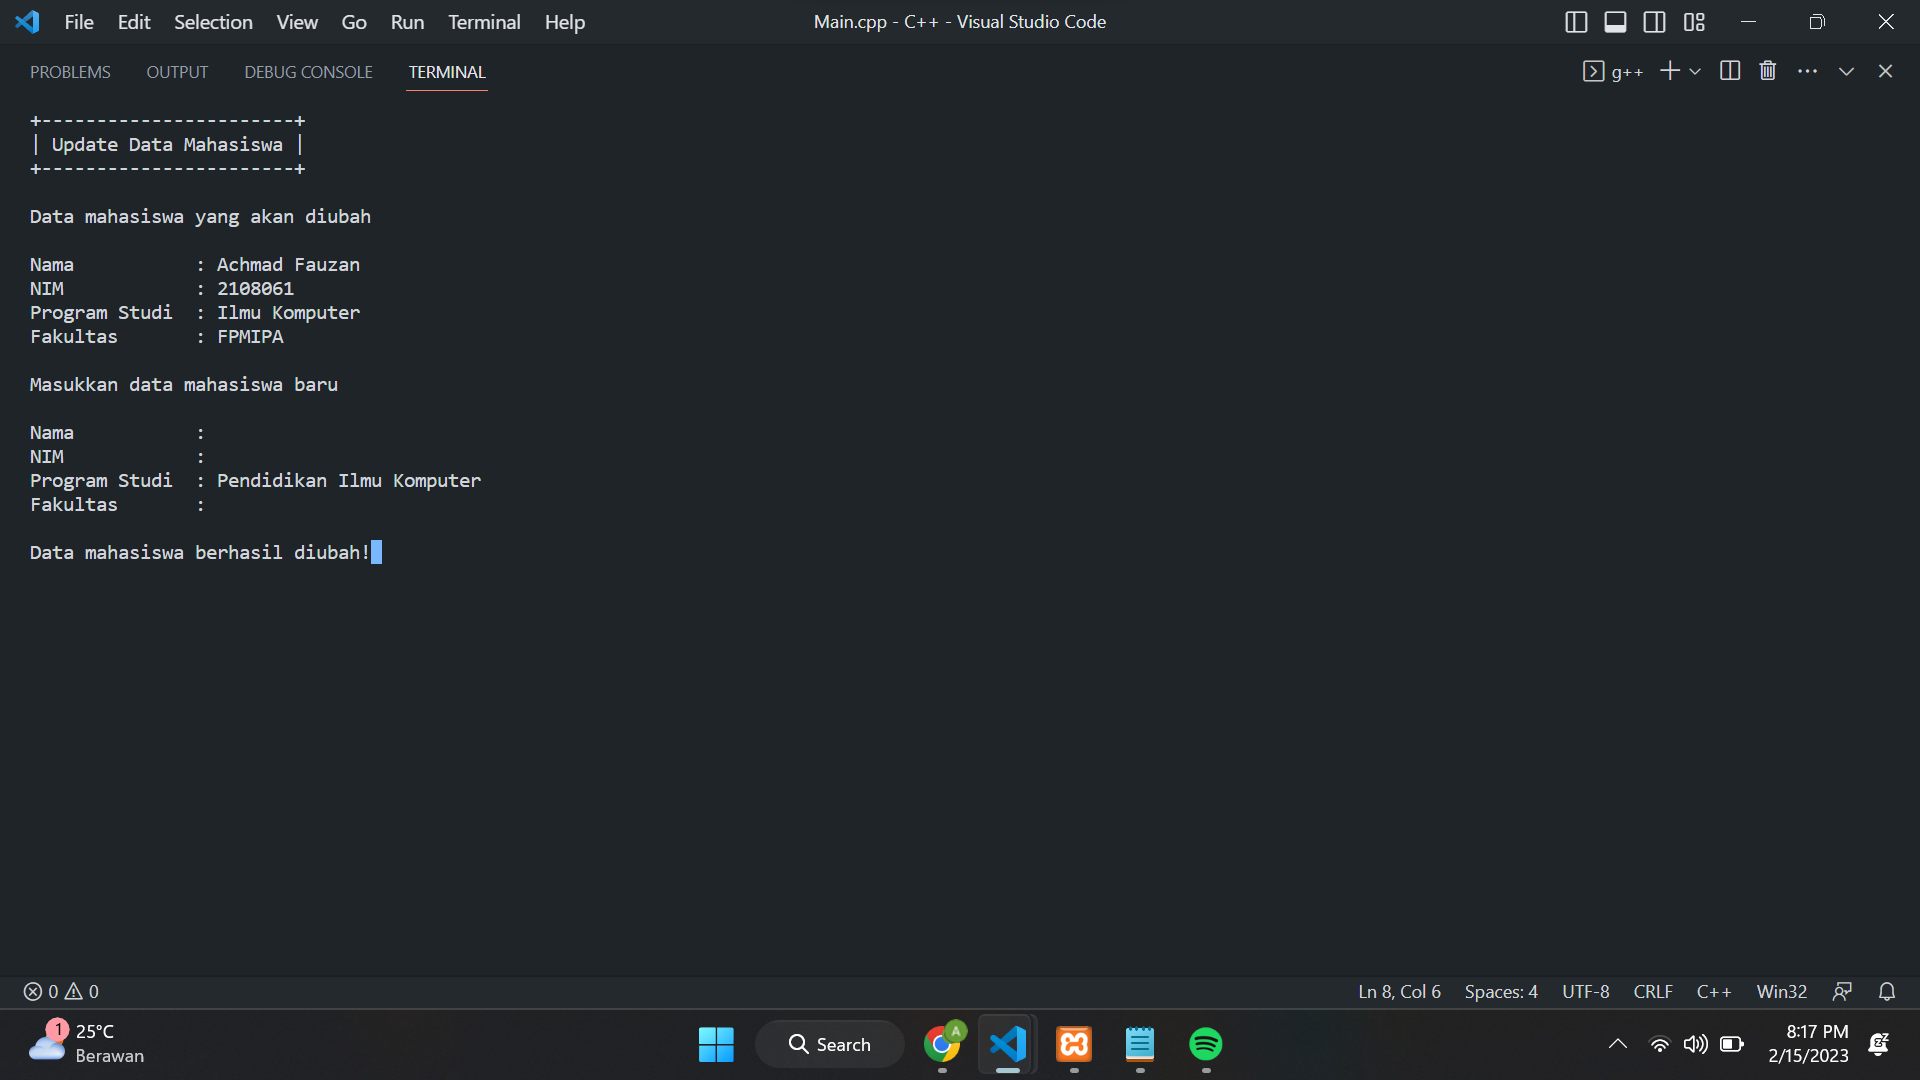 File Edit Selection View Go Run Terminal Help Main.cpp - C++ - Visual Studio Code
PROBLEMS OUTPUT DEBUG CONSOLE TERMINAL g++
+-----------------------+
| Update Data Mahasiswa |
+-----------------------+
Data mahasiswa yang akan diubah
Nama : Achmad Fauzan
NIM : 2108061
Program Studi : Ilmu Komputer
Fakultas : FPMIPA
Masukkan data mahasiswa baru
Nama :
NIM :
Program Studi : Pendidikan Ilmu Komputer
Fakultas :
Data mahasiswa berhasil diubah!
0 0 Ln 8, Col 6 Spaces: 4 UTF-8 CRLF C++ Win32
1 25°C Search A 8:17 PM
Berawan 2/15/2023